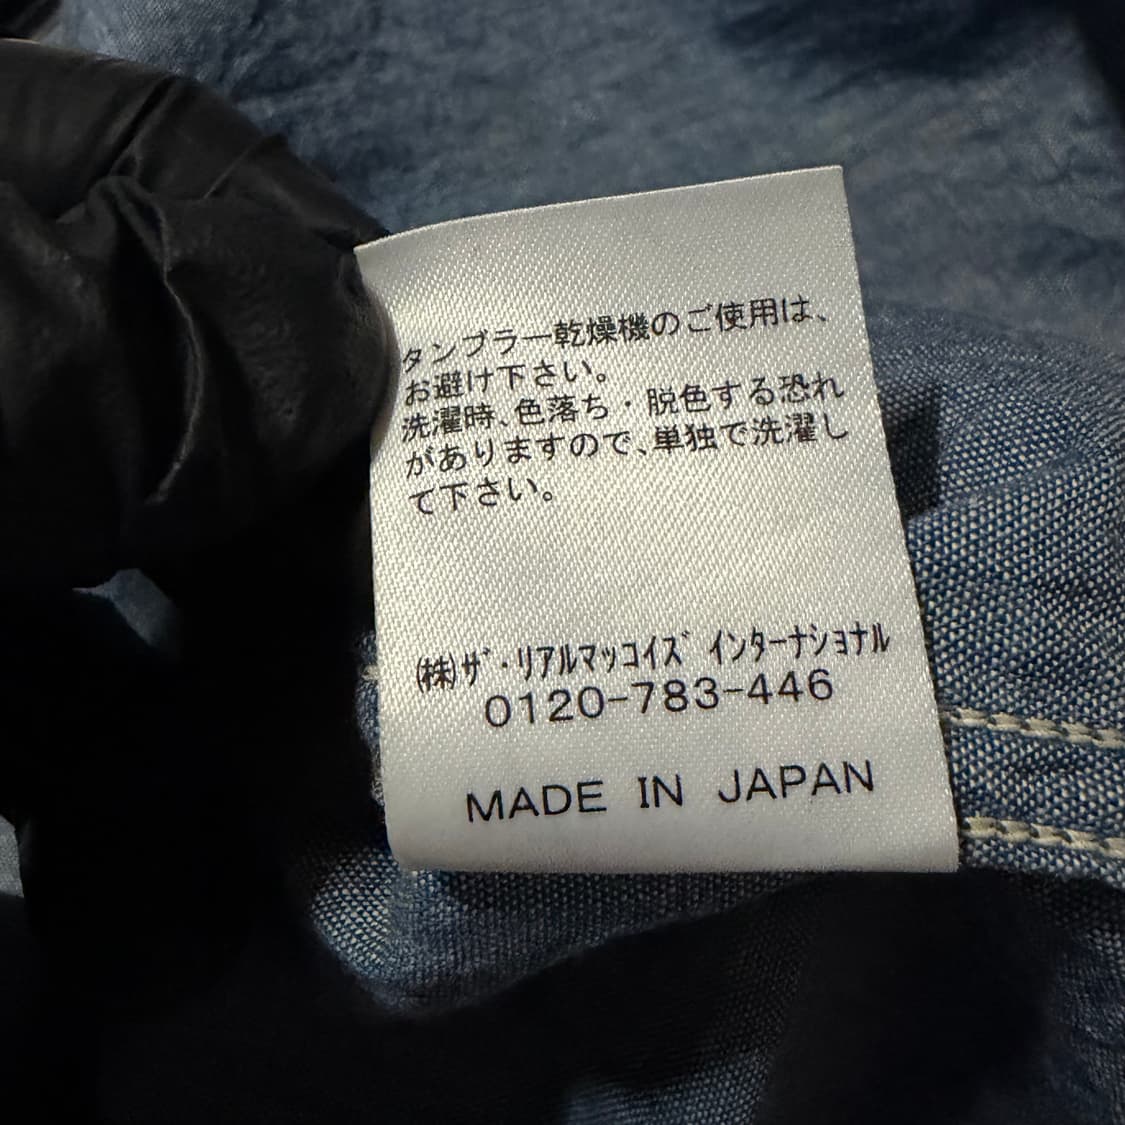 タンブラー乾燥機のご使用は、
お避け下さい。
洗濯時、色落ち・脱色する恐れ
がありますので、単独で洗濯し
て下さい。
㈱ザ・リアルマッコイズ インターナショナル
0120-783-446
MADE IN JAPAN